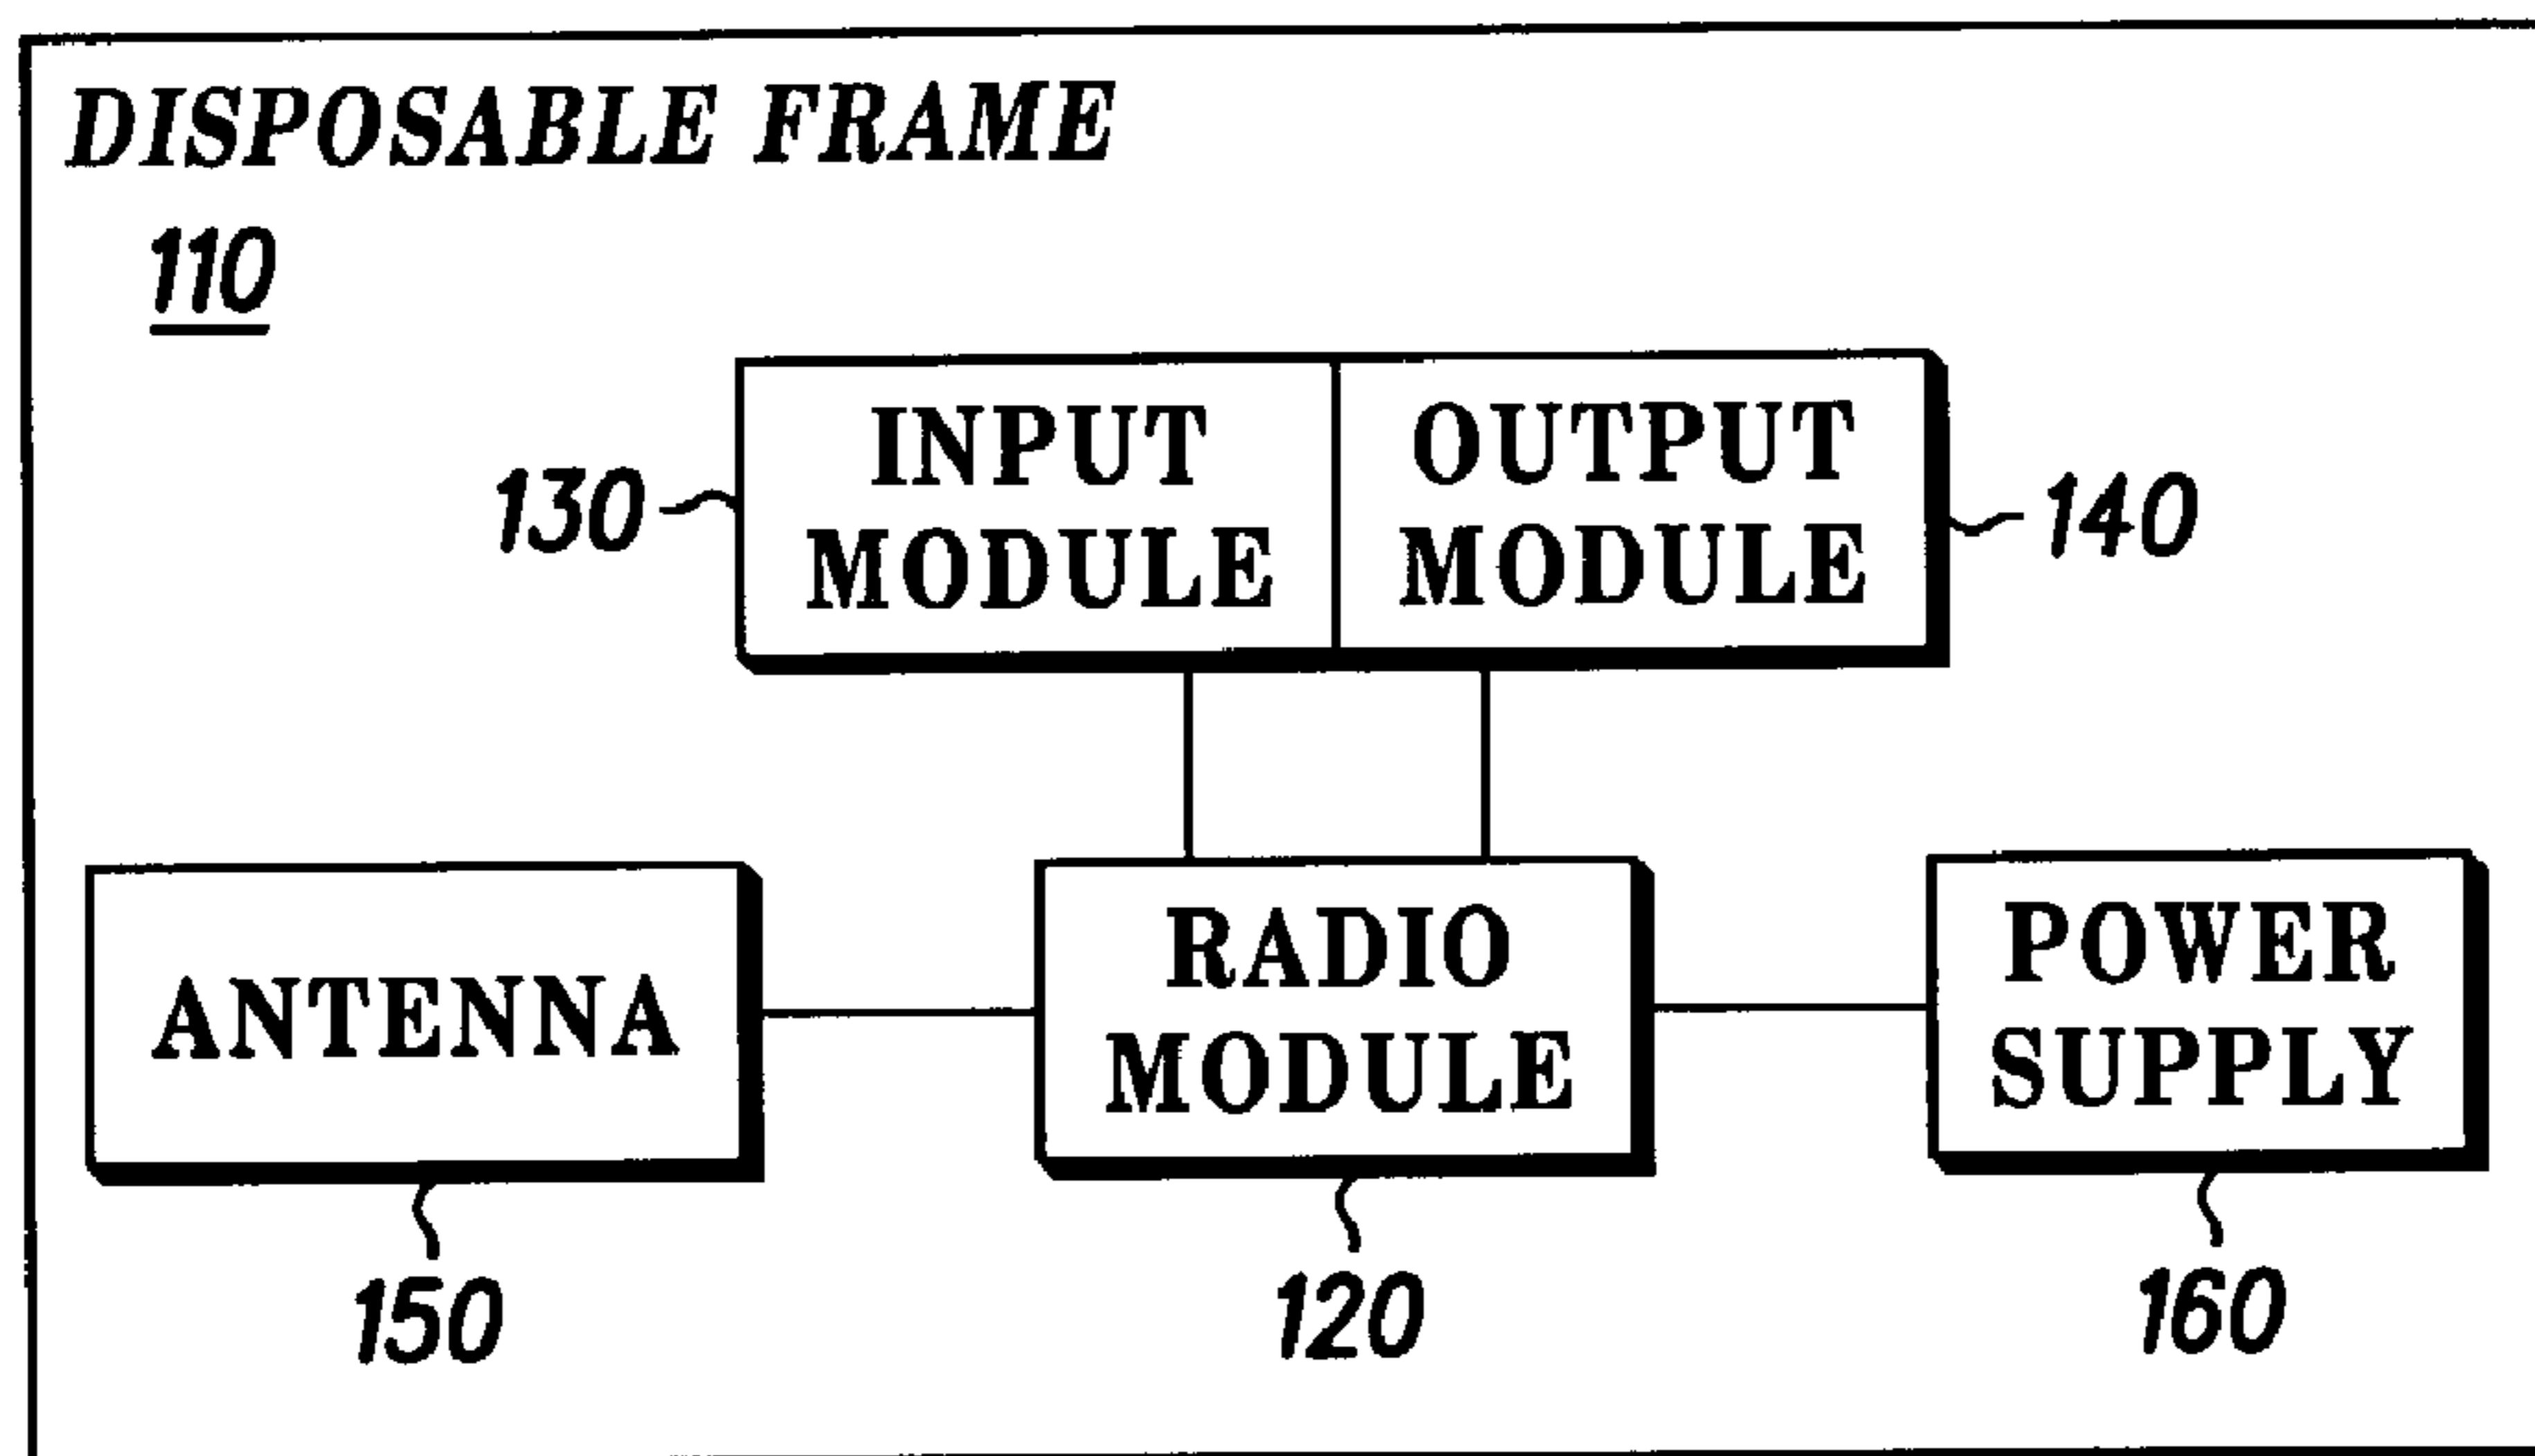 DISPOSABLE FRAME
110
INPUT
MODULE
OUTPUT
MODULE
130
140
ANTENNA
RADIO
MODULE
POWER
SUPPLY
150
120
160